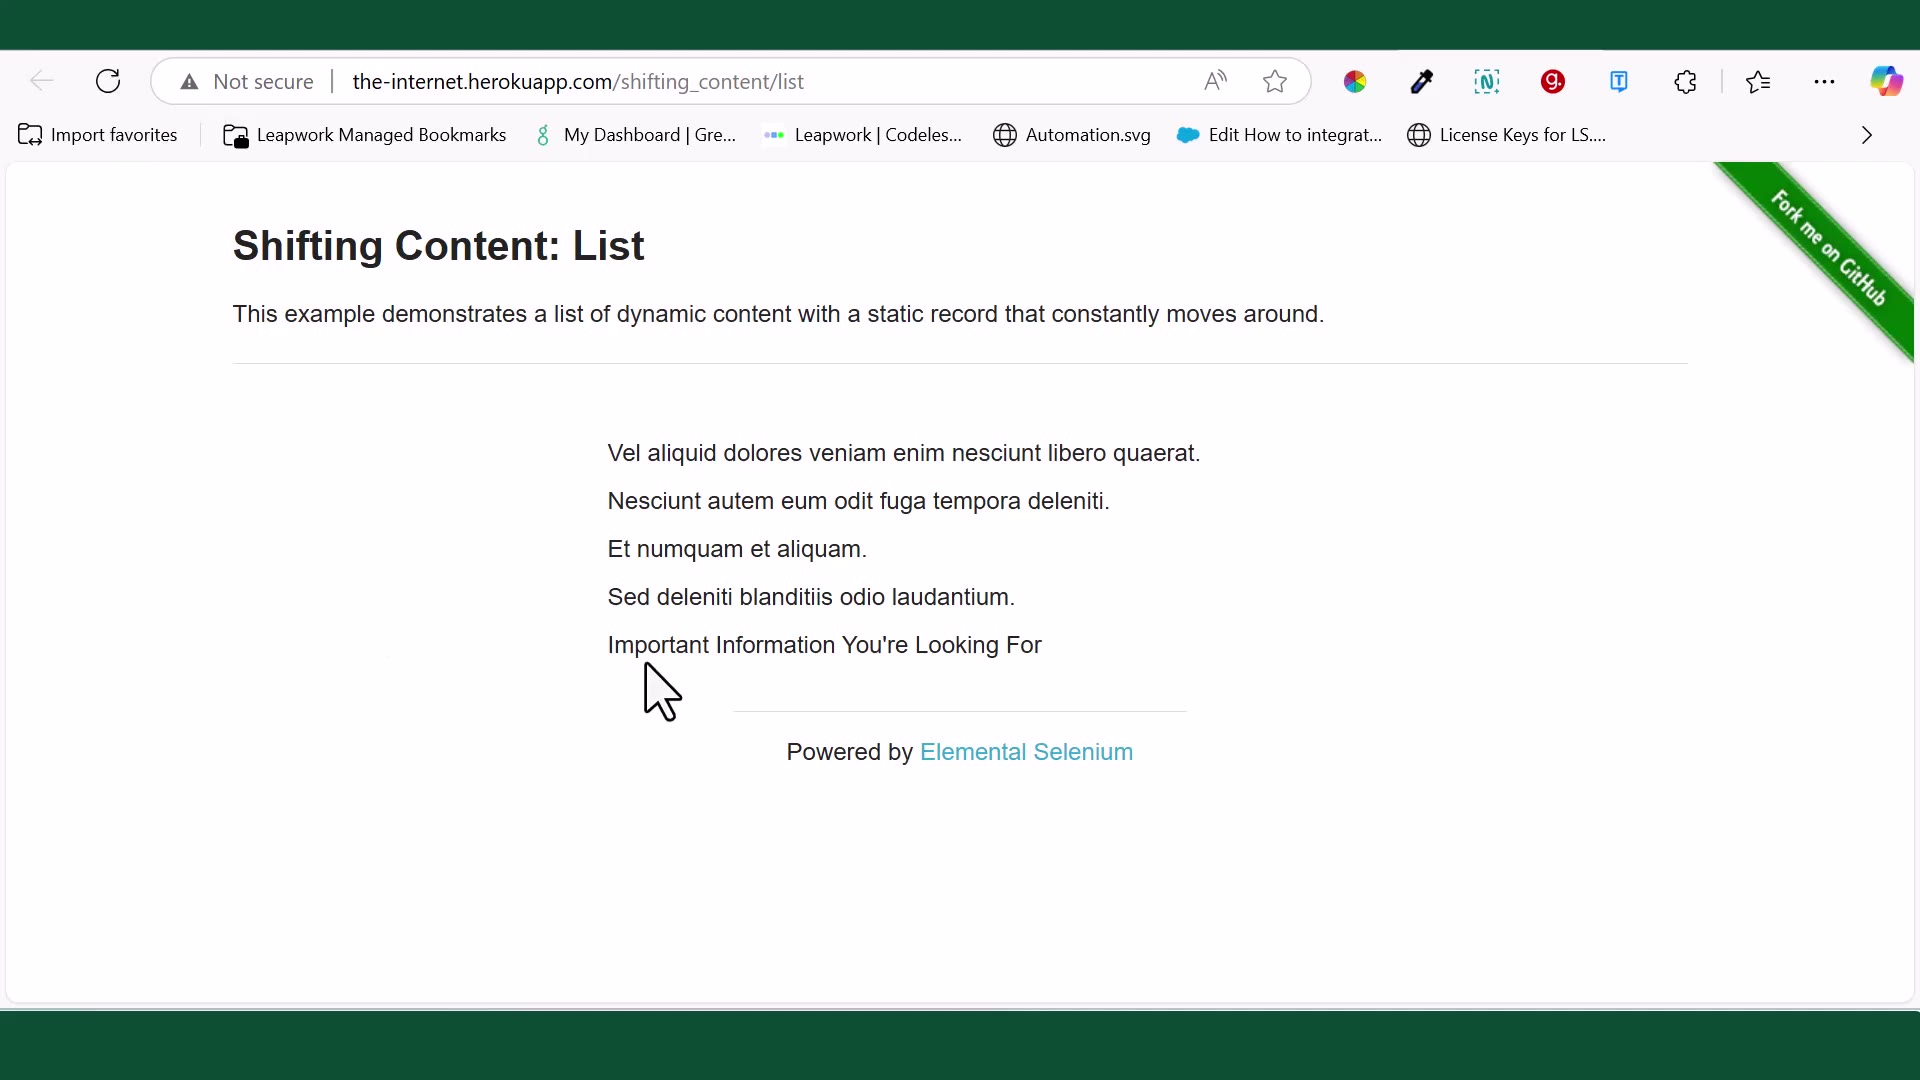 Not secure | the-internet.herokuapp.com/shifting_content/list
Import favorites
Leapwork Managed Bookmarks
My Dashboard | Gre...
Leapwork | Codeles...
Automation.svg
Edit How to integrat...
License Keys for LS....
Fork me on GitHub
Shifting Content: List
This example demonstrates a list of dynamic content with a static record that constantly moves around.
Vel aliquid dolores veniam enim nesciunt libero quaerat.
Nesciunt autem eum odit fuga tempora deleniti.
Et numquam et aliquam.
Sed deleniti blanditiis odio laudantium.
Important Information You're Looking For
Powered by Elemental Selenium